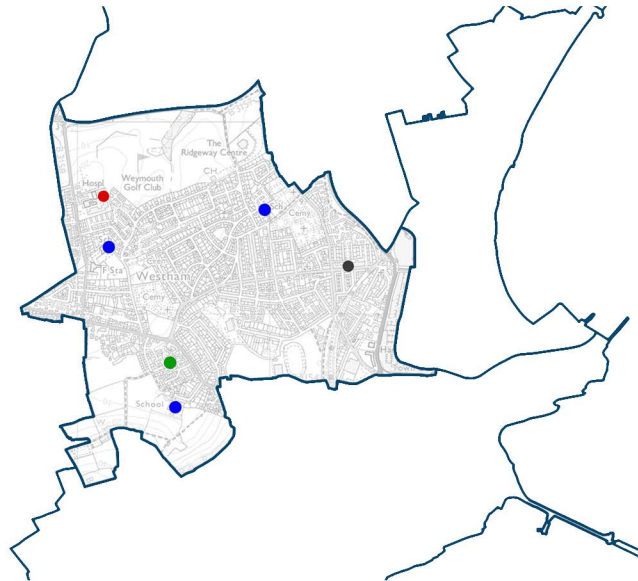 The
Ridgeway Centre
CH
Weymouth
Golf Club
Hospl
Cemy
Westham
F Sta
Cemy
School